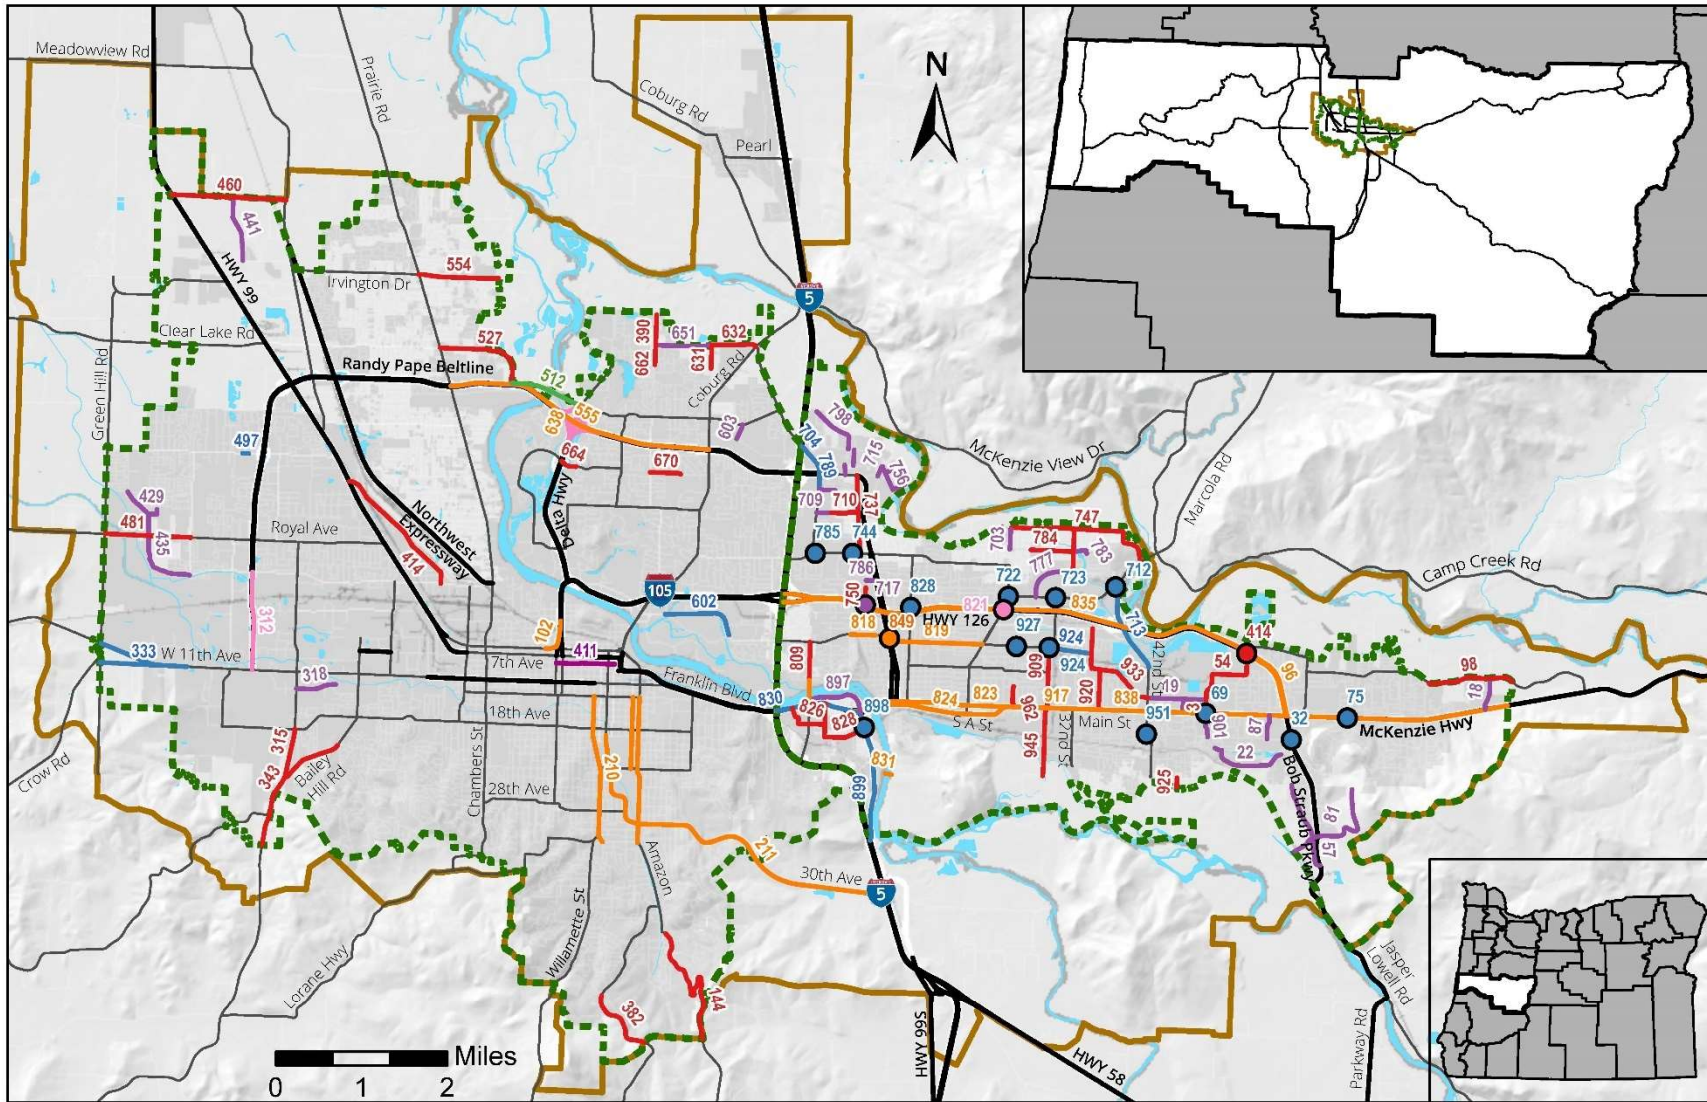 Meadowview Rd
Prairie Rd
Coburg Rd
Pearl
N
460
441
HWY 99
554
Irvington Dr
5
Clear Lake Rd
Green Hill Rd
527
Randy Pape Beltline
512
390
651
632
662
631
Coburg Rd
638
555
603
664
670
Delta Hwy
497
429
481
435
Royal Ave
Northwest
Expressway
414
798
704
789
715
756
709
710
737
McKenzie View Dr
Marcola Rd
747
703
784
783
777
785
744
786
717
750
828
722
723
712
713
Camp Creek Rd
105
602
312
102
333
W 11th Ave
7th Ave
411
318
Franklin Blvd
18th Ave
818
849
819
HWY 126
821
835
927
924
924
414
54
96
98
18
809
909
920
933
42nd St
19
69
3
830
897
826
828
898
824
823
962
917
838
S A St
Main St
951
901
87
32
75
McKenzie Hwy
22
945
32nd St
925
831
899
Bob Straub Pkwy
81
57
315
343
Bailey
Hill Rd
Crow Rd
Chambers St
28th Ave
210
211
30th Ave
5
Amazon
Willamette St
Lorane Hwy
382
144
HWY 99S
HWY 58
Jasper
Lowell Rd
Parkway Rd
Miles
0 1 2